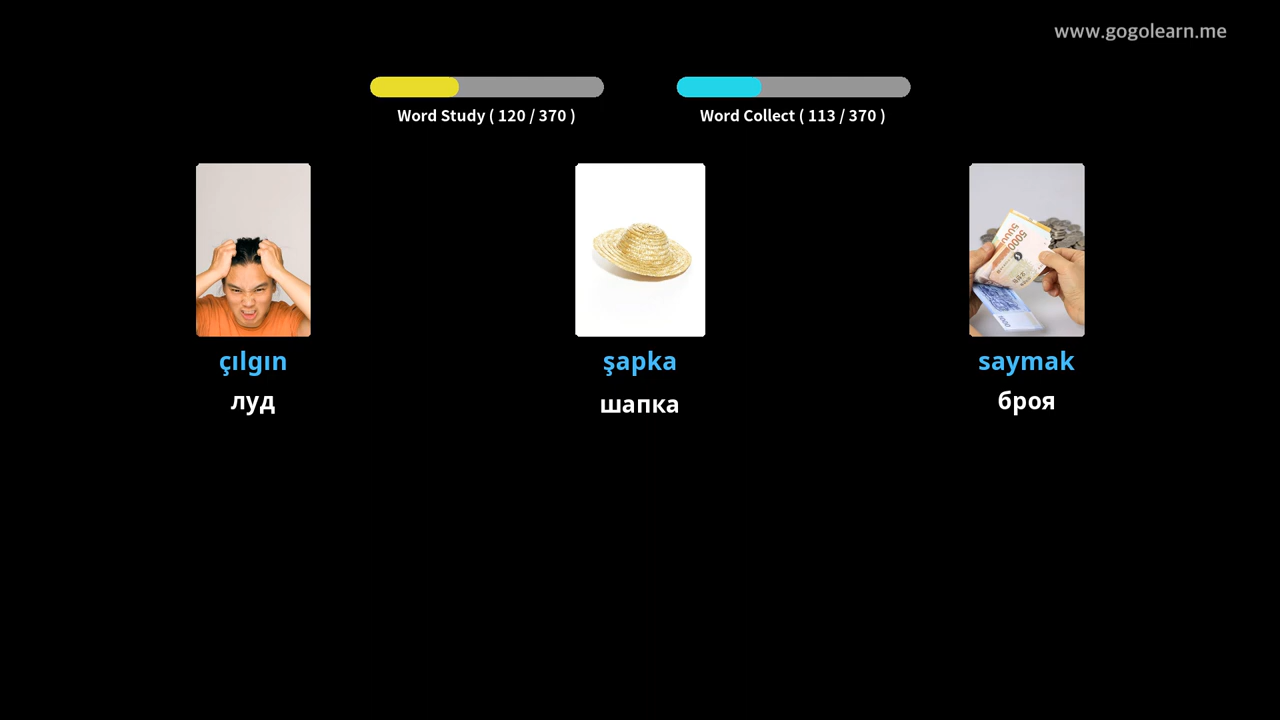 www.gogolearn.me
Word Study ( 120 / 370 )
Word Collect ( 113 / 370 )
çılgın
şapka
saymak
луд
шапка
броя